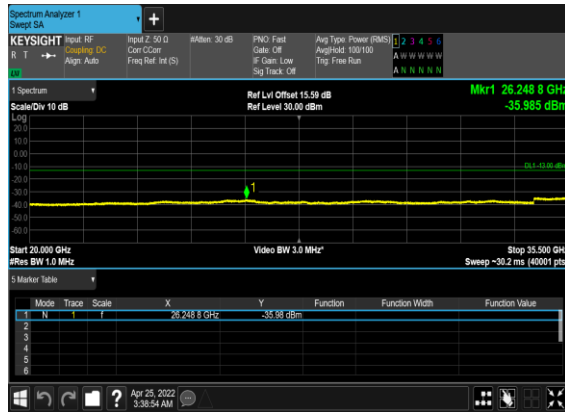 Spectrum Analyzer 1
Swept SA
+
KEYSIGHT Input: RF Input Z: 50 Ω #Atten: 30 dB PNO: Fast Avg Type: Power (RMS) 1 2 3 4 5 6
R T Coupling: DC Corr CCorr Gate: Off Avg|Hold: 100/100 A W W W W W
Align: Auto Freq Ref: Int (S) IF Gain: Low Trig: Free Run
Sig Track: Off A N N N N N
LU
1 Spectrum
Scale/Div 10 dB Ref Lvl Offset 15.59 dB Mkr1 26.248 8 GHz
Ref Level 30.00 dBm -35.985 dBm
Log
20.0
10.0
0.00
-10.0 DL1 -13.00 dBm
-20.0
-30.0 1
-40.0
-50.0
-60.0
Start 20.000 GHz Video BW 3.0 MHz* Stop 35.500 GHz
#Res BW 1.0 MHz Sweep ~30.2 ms (40001 pts)
5 Marker Table
Mode Trace Scale X Y Function Function Width Function Value
1 N 1 f 26.248 8 GHz -35.98 dBm
2
3
4
5
6
? Apr 25, 2022
3:38:54 AM